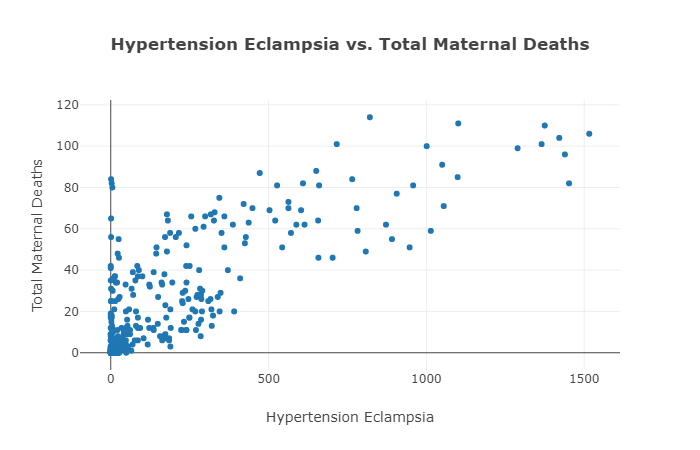 Hypertension Eclampsia vs. Total Maternal Deaths
120
100
80
60
40
20
0
Total Maternal Deaths
0 500 1000 1500
Hypertension Eclampsia